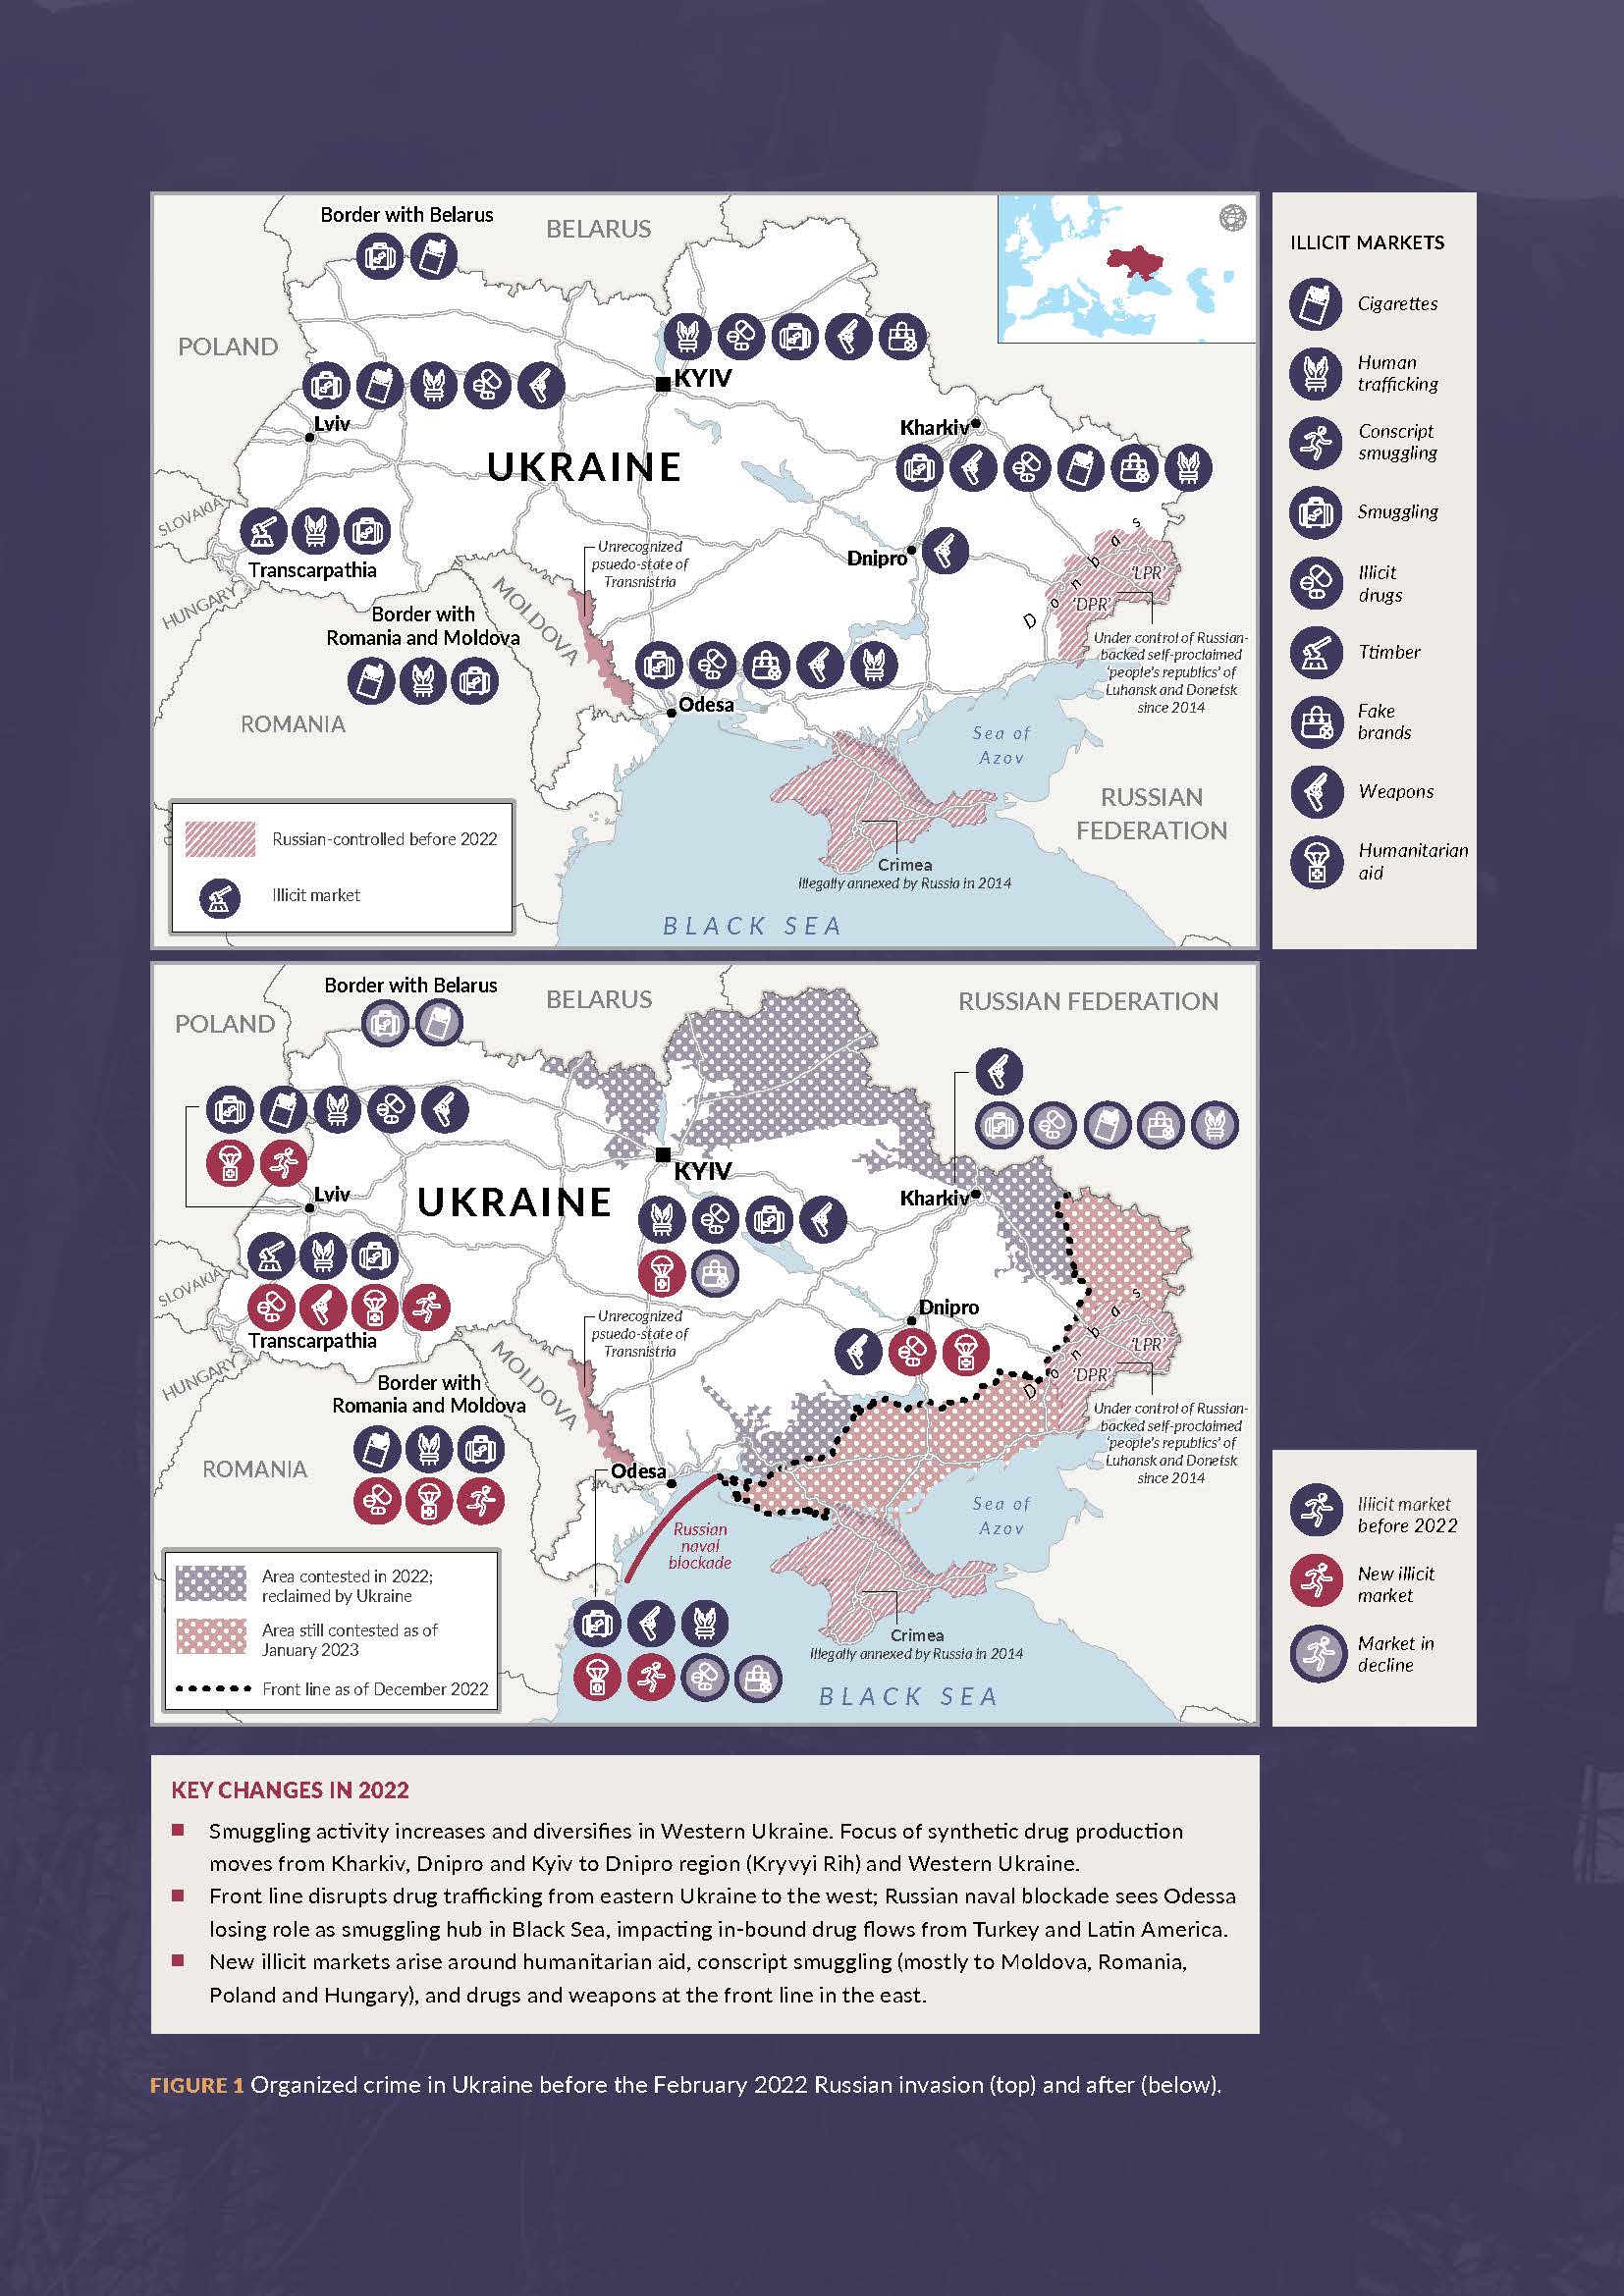 Border with Belarus
BELARUS
POLAND
KYIV
Lviv
Kharkiv
UKRAINE
SLOVAKIA
Transcarpathia
HUNGARY
Unrecognized
psuedo-state of
Transnistria
MOLDOVA
Dnipro
Donbas
'LPR'
'DPR'
Under control of Russian-
backed self-proclaimed
'people's republics' of
Luhansk and Donetsk
since 2014
Border with
Romania and Moldova
ROMANIA
Odesa
Sea of
Azov
RUSSIAN
FEDERATION
Crimea
Illegally annexed by Russia in 2014
BLACK SEA
Russian-controlled before 2022
Illicit market
ILLICIT MARKETS
Cigarettes
Human
trafficking
Conscript
smuggling
Smuggling
Illicit
drugs
Ttimber
Fake
brands
Weapons
Humanitarian
aid
Border with Belarus
BELARUS
RUSSIAN FEDERATION
POLAND
KYIV
Lviv
UKRAINE
Kharkiv
SLOVAKIA
Transcarpathia
HUNGARY
Unrecognized
psuedo-state of
Transnistria
MOLDOVA
Dnipro
Donbas
'LPR'
'DPR'
Under control of Russian-
backed self-proclaimed
'people's republics' of
Luhansk and Donetsk
since 2014
Border with
Romania and Moldova
ROMANIA
Odesa
Russian
naval
blockade
Sea of
Azov
Crimea
Illegally annexed by Russia in 2014
BLACK SEA
Area contested in 2022;
reclaimed by Ukraine
Area still contested as of
January 2023
Front line as of December 2022
Illicit market
before 2022
New illicit
market
Market in
decline
KEY CHANGES IN 2022
Smuggling activity increases and diversifies in Western Ukraine. Focus of synthetic drug production
moves from Kharkiv, Dnipro and Kyiv to Dnipro region (Kryvyi Rih) and Western Ukraine.
Front line disrupts drug trafficking from eastern Ukraine to the west; Russian naval blockade sees Odessa
losing role as smuggling hub in Black Sea, impacting in-bound drug flows from Turkey and Latin America.
New illicit markets arise around humanitarian aid, conscript smuggling (mostly to Moldova, Romania,
Poland and Hungary), and drugs and weapons at the front line in the east.
FIGURE 1 Organized crime in Ukraine before the February 2022 Russian invasion (top) and after (below).